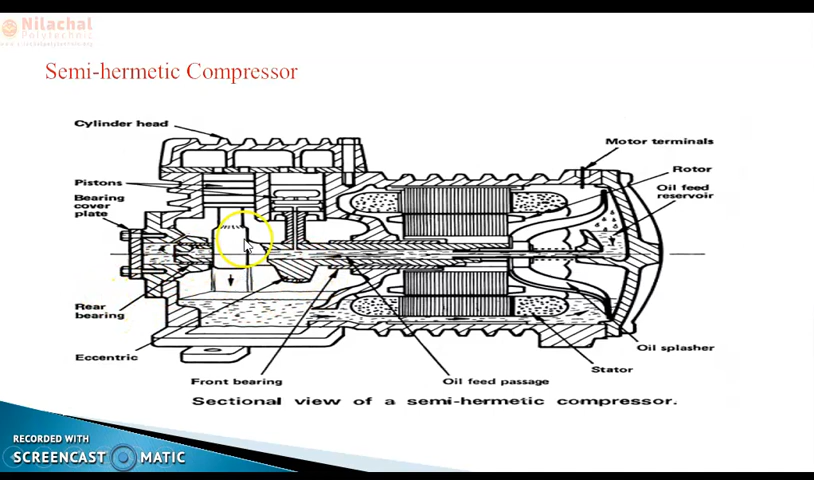 Nilachal
Polytechnic
Semi-hermetic Compressor
Cylinder head
Motor terminals
Rotor
Pistons
Oil feed
reservoir
Bearing
cover
plate
Rear
bearing
Oil splasher
Eccentric
Stator
Front bearing
Oil feed passage
Sectional view of a semi-hermetic compressor.
RECORDED WITH
SCREENCAST MATIC